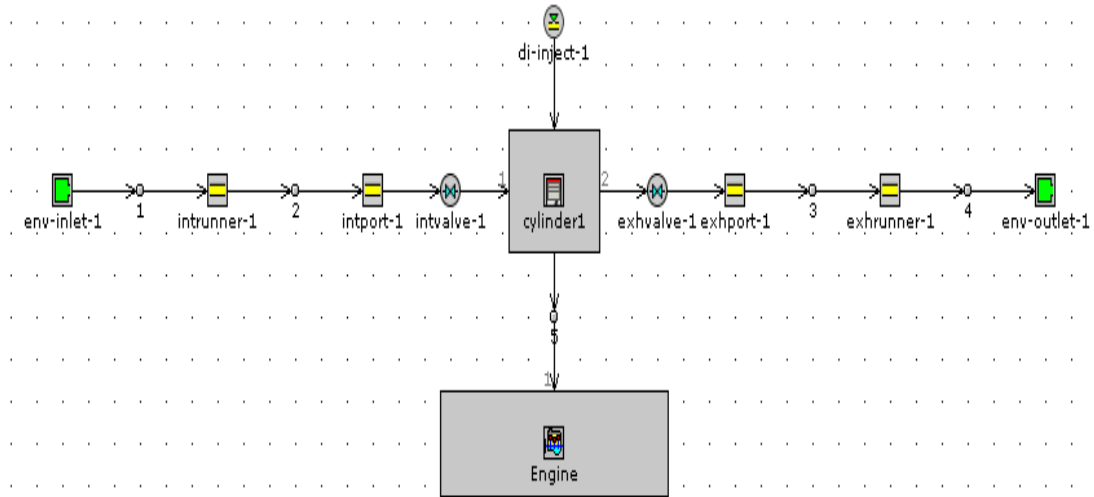 di-inject-1
1 2
env-inlet-1 1 intrunner-1 2 intport-1 intvalve-1 cylinder1 exhvalve-1 exhport-1 3 exhrunner-1 4 env-outlet-1
5
1
Engine